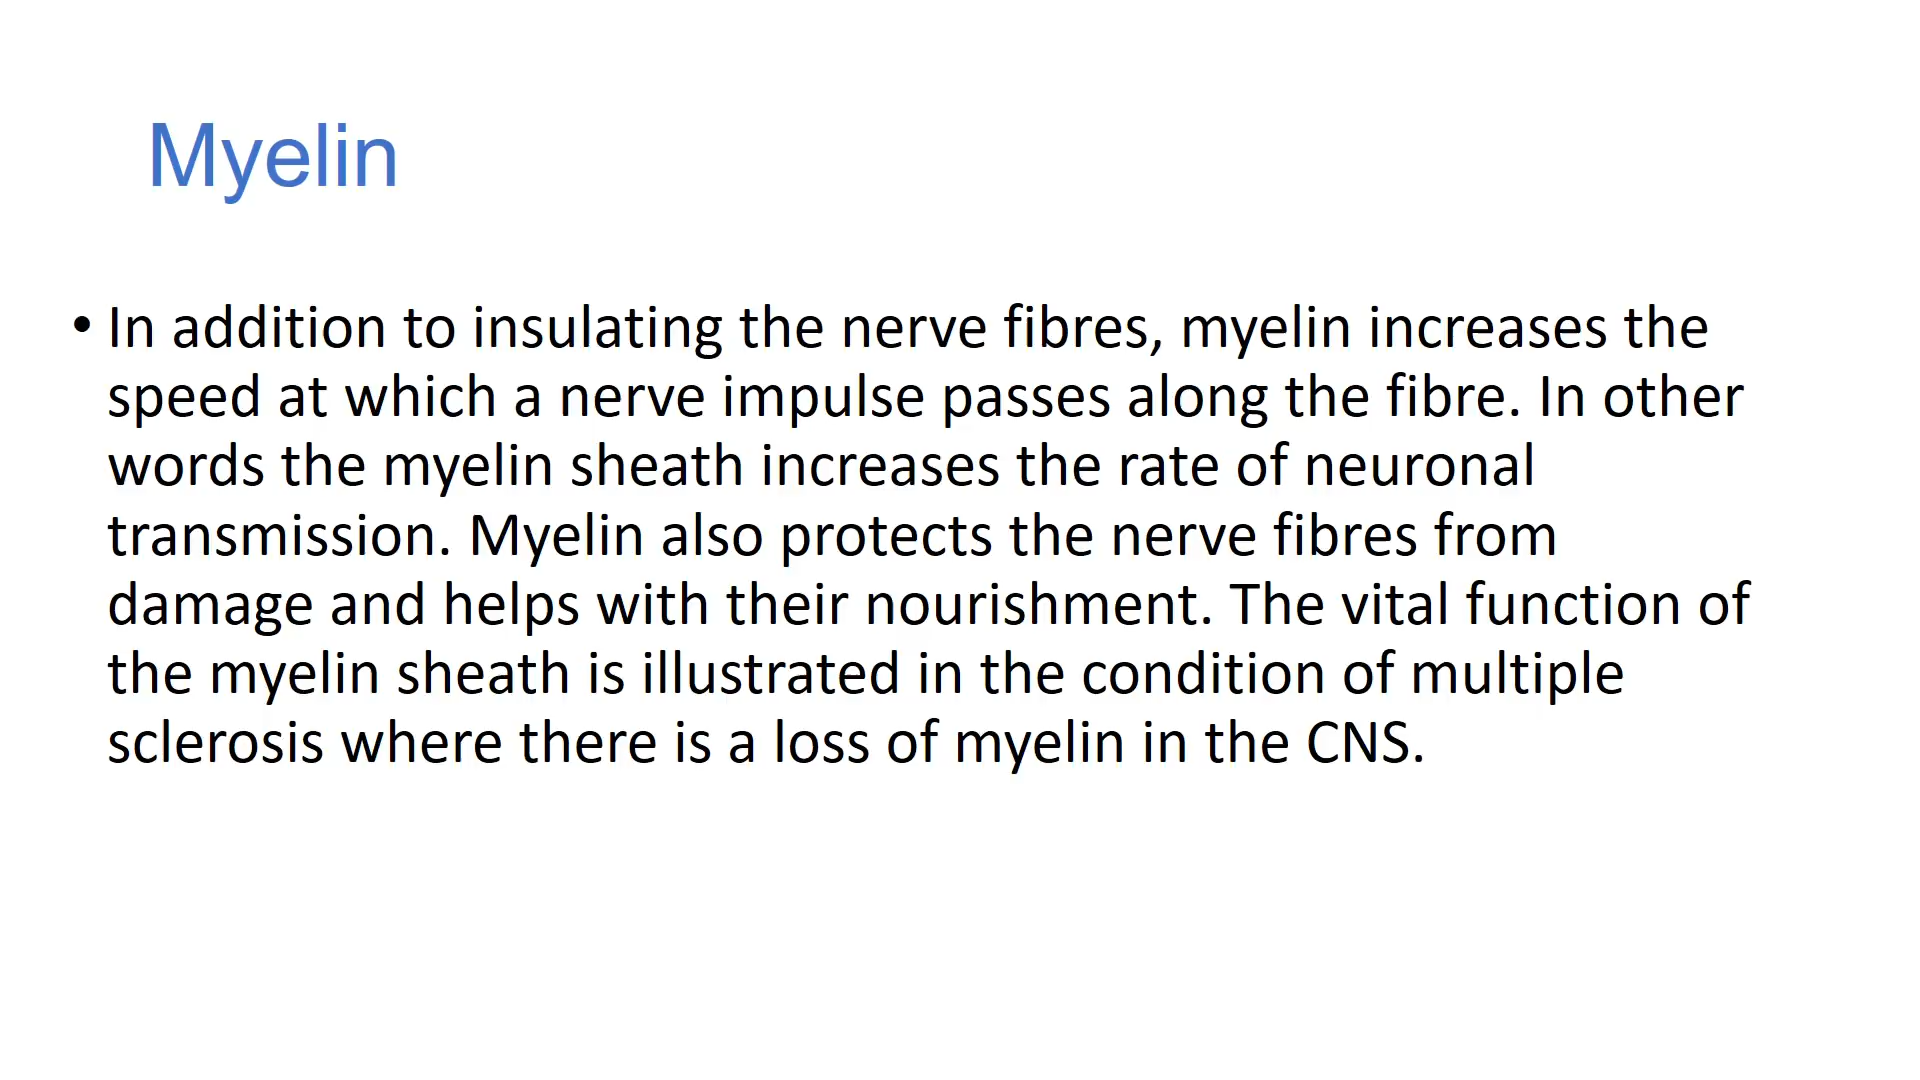 Myelin
• In addition to insulating the nerve fibres, myelin increases the
speed at which a nerve impulse passes along the fibre. In other
words the myelin sheath increases the rate of neuronal
transmission. Myelin also protects the nerve fibres from
damage and helps with their nourishment. The vital function of
the myelin sheath is illustrated in the condition of multiple
sclerosis where there is a loss of myelin in the CNS.